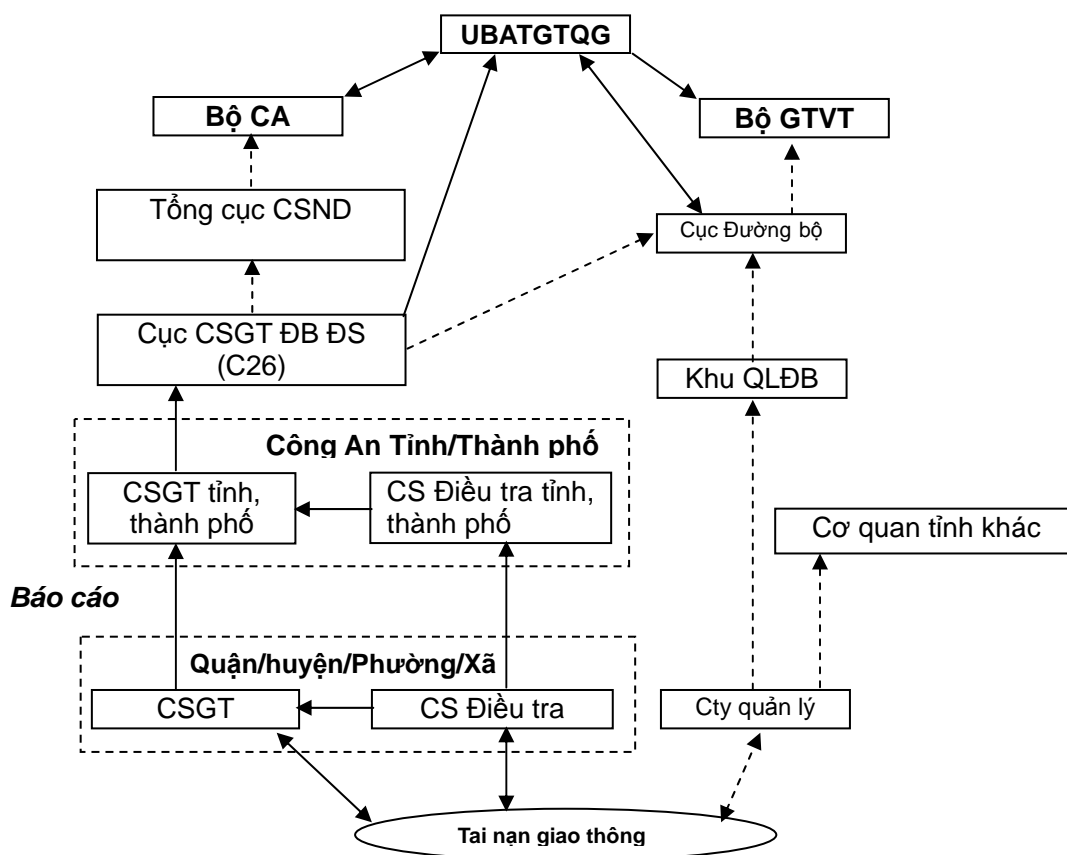 UBATGTQG
Bộ CA
Bộ GTVT
Tổng cục CSND
Cục Đường bộ
Cục CSGT ĐB ĐS
(C26)
Khu QLĐB
Công An Tỉnh/Thành phố
CSGT tỉnh,
thành phố
CS Điều tra tỉnh,
thành phố
Cơ quan tỉnh khác
Báo cáo
Quận/huyện/Phường/Xã
CSGT
CS Điều tra
Cty quản lý
Tai nạn giao thông